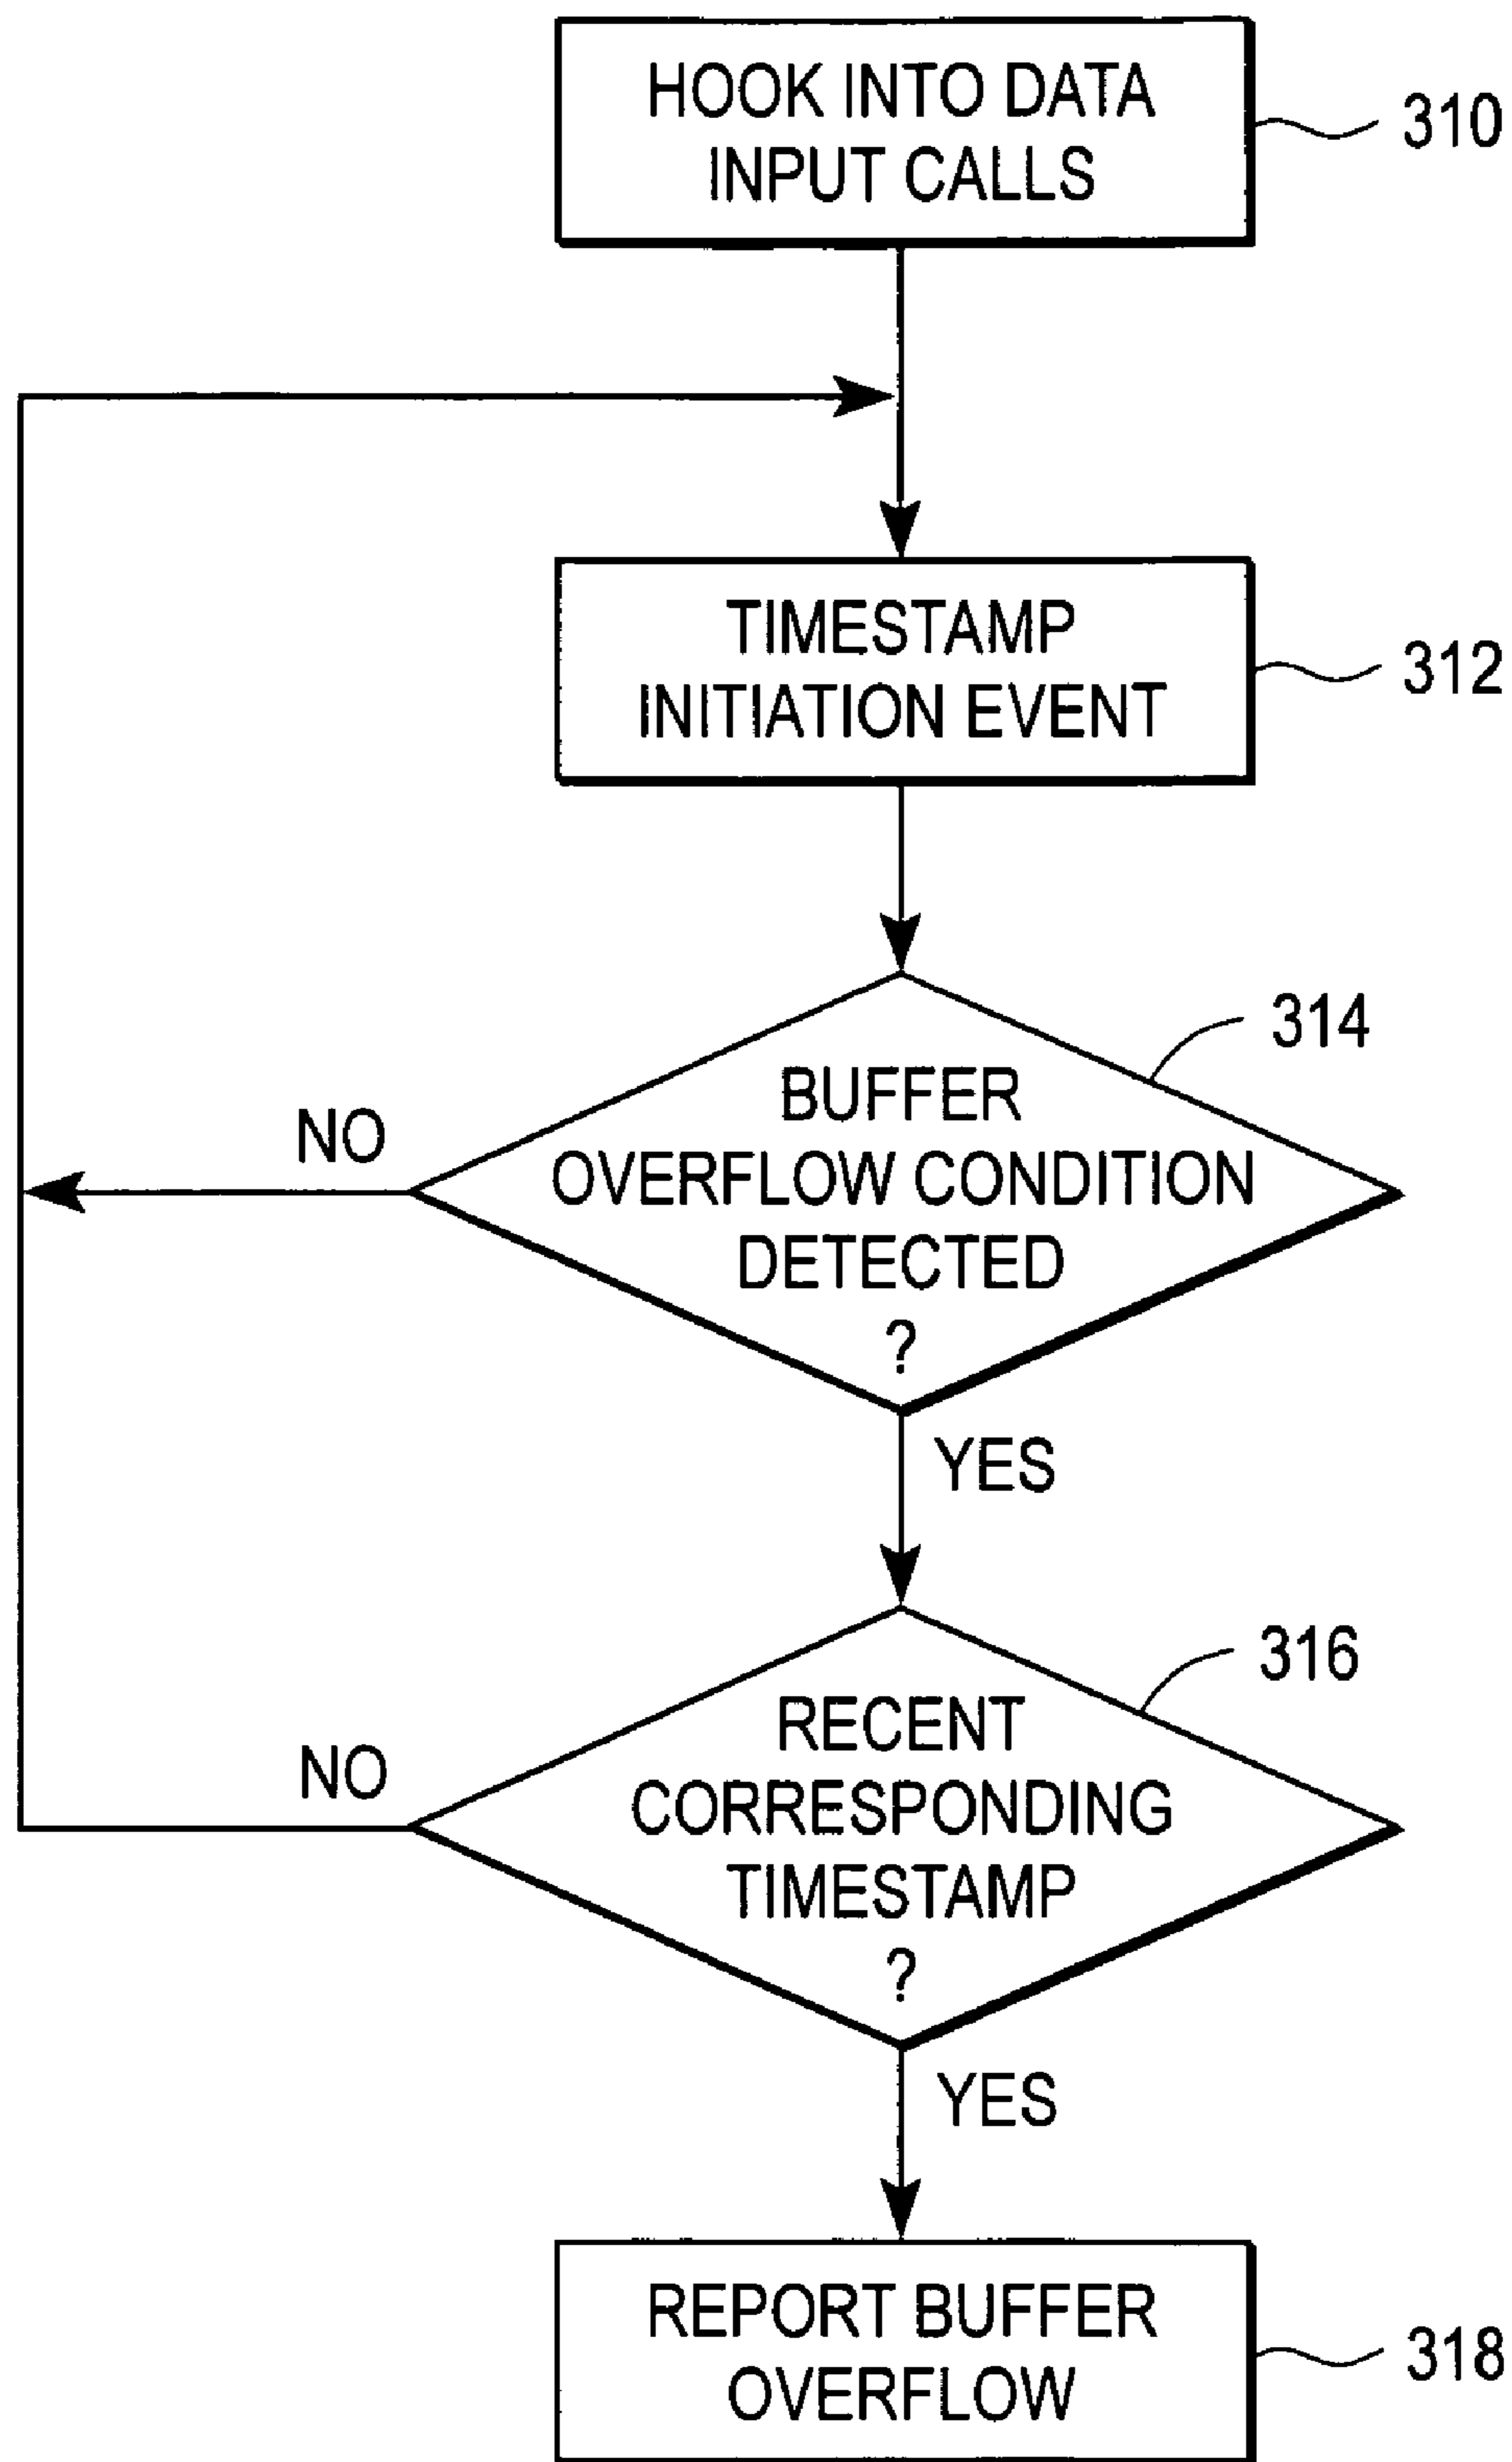 HOOK INTO DATA
INPUT CALLS
310
TIMESTAMP
INITIATION EVENT
312
314
BUFFER
OVERFLOW CONDITION
DETECTED
?
NO
YES
316
RECENT
CORRESPONDING
TIMESTAMP
?
NO
YES
REPORT BUFFER
OVERFLOW
318